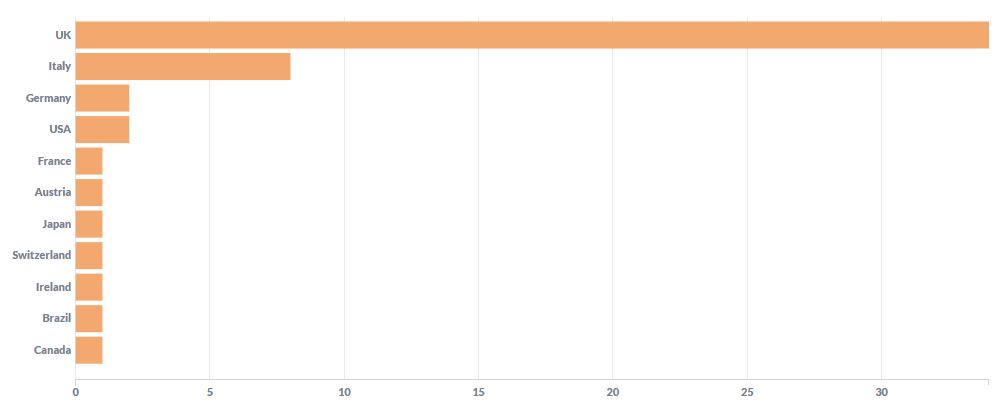 UK
Italy
Germany
USA
France
Austria
Japan
Switzerland
Ireland
Brazil
Canada
0 5 10 15 20 25 30